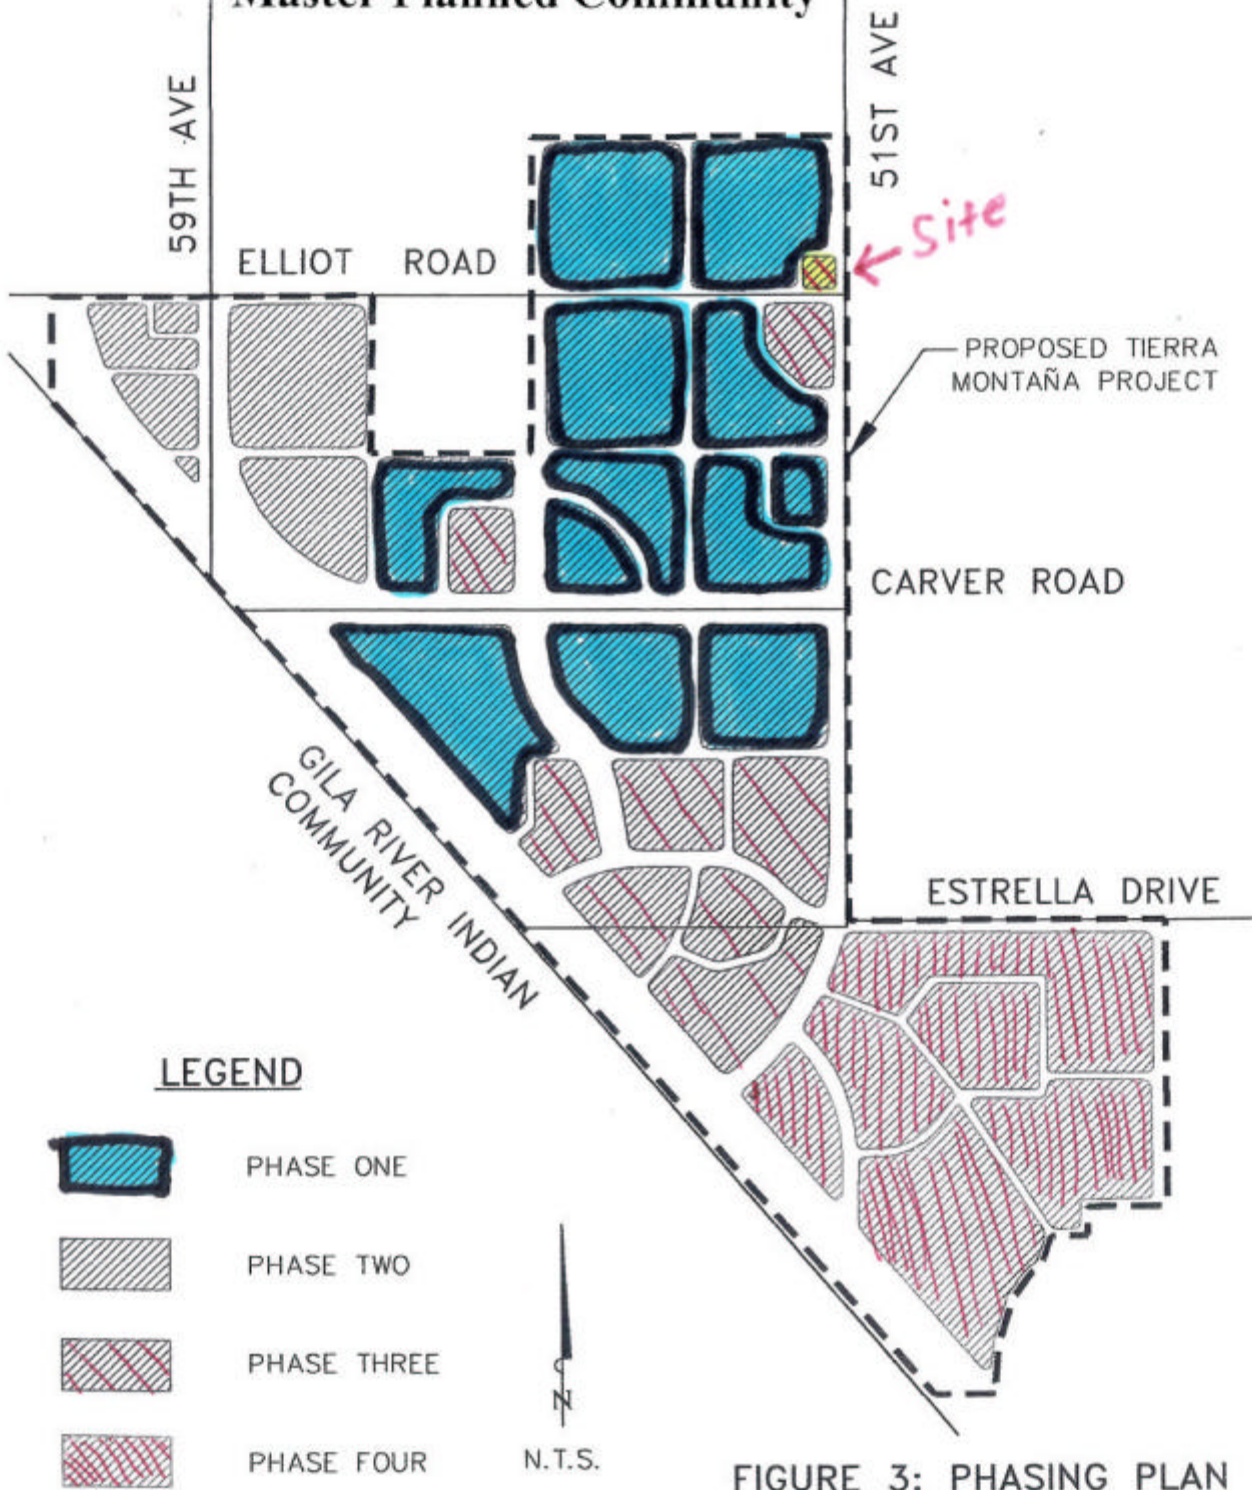 Master Planned Community
59TH AVE
51ST AVE
Site
ELLIOT ROAD
PROPOSED TIERRA
MONTAÑA PROJECT
CARVER ROAD
GILA RIVER INDIAN
COMMUNITY
ESTRELLA DRIVE
LEGEND
PHASE ONE
PHASE TWO
PHASE THREE
PHASE FOUR
N
N.T.S.
FIGURE 3: PHASING PLAN